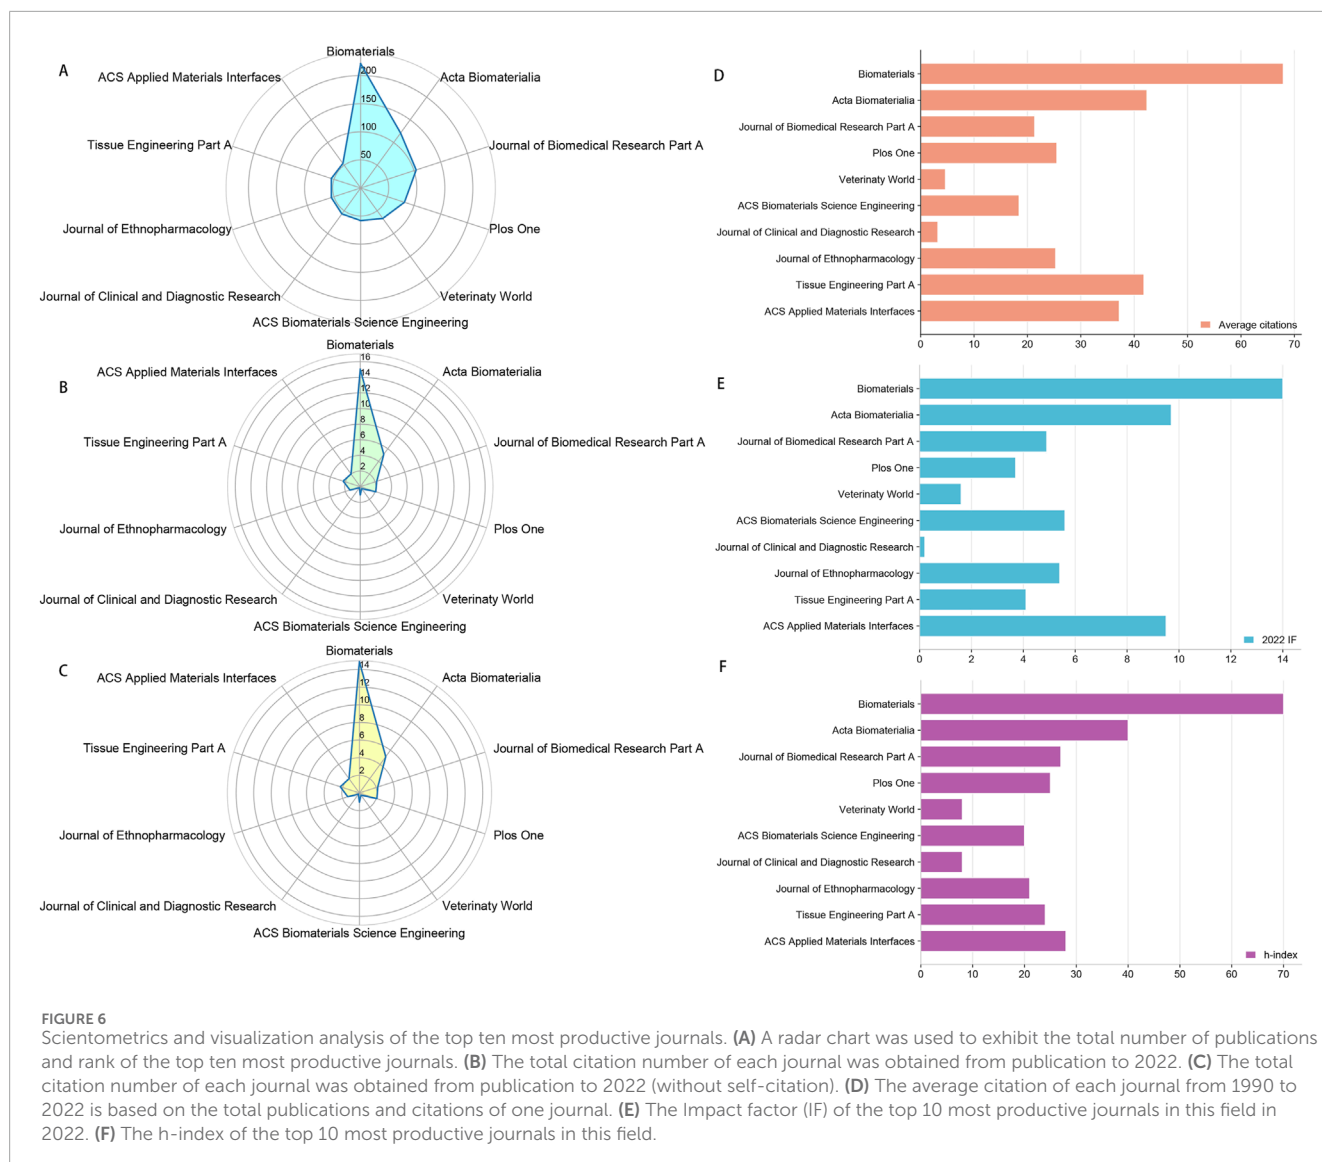 A
Biomaterials
Acta Biomaterialia
Journal of Biomedical Research Part A
Plos One
Veterinaty World
ACS Biomaterials Science Engineering
Journal of Clinical and Diagnostic Research
Journal of Ethnopharmacology
Tissue Engineering Part A
ACS Applied Materials Interfaces
200
150
100
50
B
Biomaterials
Acta Biomaterialia
Journal of Biomedical Research Part A
Plos One
Veterinaty World
ACS Biomaterials Science Engineering
Journal of Clinical and Diagnostic Research
Journal of Ethnopharmacology
Tissue Engineering Part A
ACS Applied Materials Interfaces
16
14
12
10
8
6
4
2
C
Biomaterials
Acta Biomaterialia
Journal of Biomedical Research Part A
Plos One
Veterinaty World
ACS Biomaterials Science Engineering
Journal of Clinical and Diagnostic Research
Journal of Ethnopharmacology
Tissue Engineering Part A
ACS Applied Materials Interfaces
14
12
10
8
6
4
2
D
Biomaterials
Acta Biomaterialia
Journal of Biomedical Research Part A
Plos One
Veterinaty World
ACS Biomaterials Science Engineering
Journal of Clinical and Diagnostic Research
Journal of Ethnopharmacology
Tissue Engineering Part A
ACS Applied Materials Interfaces
Average citations
0 10 20 30 40 50 60 70
E
Biomaterials
Acta Biomaterialia
Journal of Biomedical Research Part A
Plos One
Veterinaty World
ACS Biomaterials Science Engineering
Journal of Clinical and Diagnostic Research
Journal of Ethnopharmacology
Tissue Engineering Part A
ACS Applied Materials Interfaces
2022 IF
0 2 4 6 8 10 12 14
F
Biomaterials
Acta Biomaterialia
Journal of Biomedical Research Part A
Plos One
Veterinaty World
ACS Biomaterials Science Engineering
Journal of Clinical and Diagnostic Research
Journal of Ethnopharmacology
Tissue Engineering Part A
ACS Applied Materials Interfaces
h-index
0 10 20 30 40 50 60 70
FIGURE 6
Scientometrics and visualization analysis of the top ten most productive journals. (A) A radar chart was used to exhibit the total number of publications
and rank of the top ten most productive journals. (B) The total citation number of each journal was obtained from publication to 2022. (C) The total
citation number of each journal was obtained from publication to 2022 (without self-citation). (D) The average citation of each journal from 1990 to
2022 is based on the total publications and citations of one journal. (E) The Impact factor (IF) of the top 10 most productive journals in this field in
2022. (F) The h-index of the top 10 most productive journals in this field.